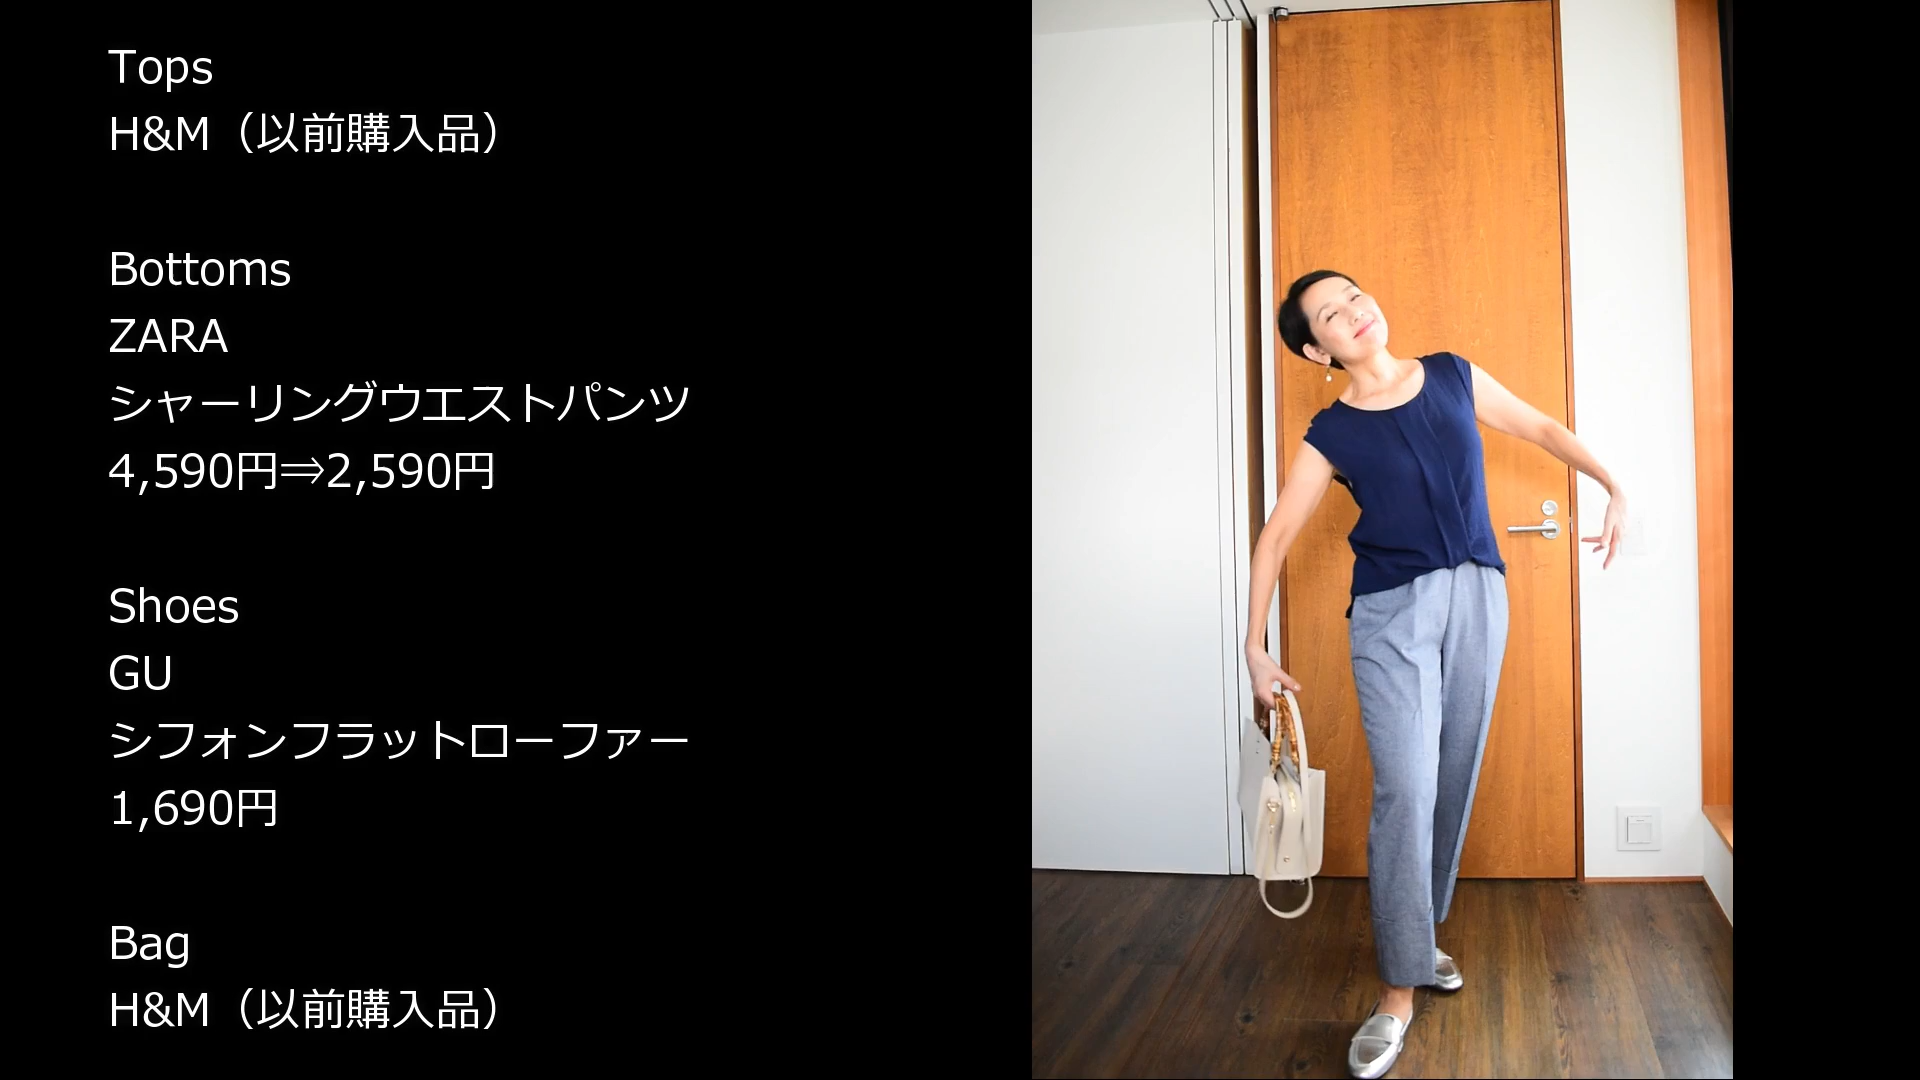 Tops
H&M（以前購入品）
Bottoms
ZARA
シャーリングウエストパンツ
4,590円⇒2,590円
Shoes
GU
シフォンフラットローファー
1,690円
Bag
H&M（以前購入品）